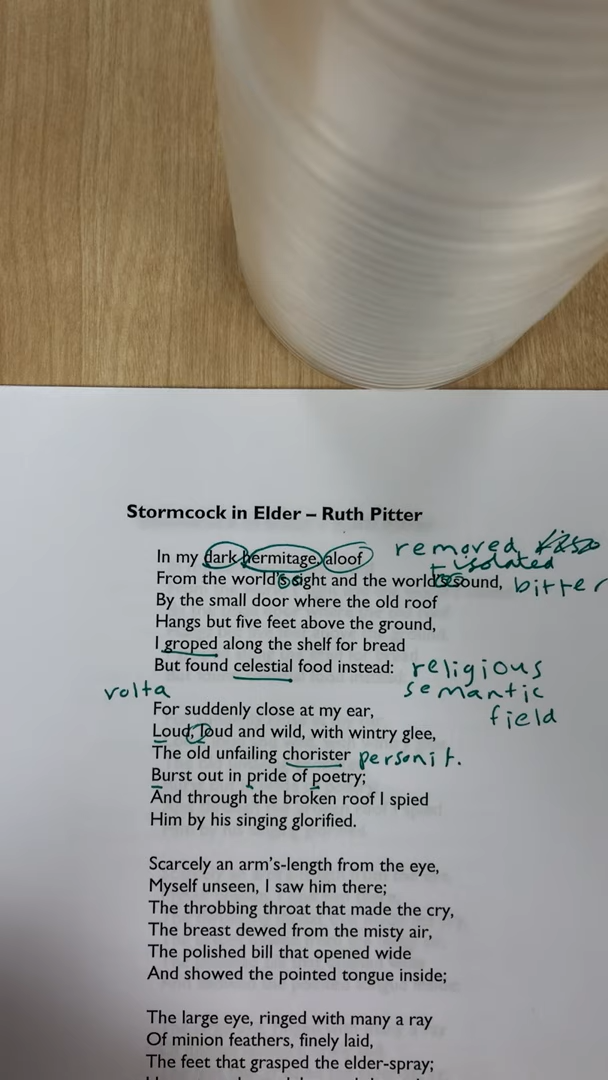 Stormcock in Elder – Ruth Pitter
In my dark hermitage, aloof removed
+ isolated
From the world's sight and the world's sound, bitter
By the small door where the old roof
Hangs but five feet above the ground,
I groped along the shelf for bread
But found celestial food instead: religious
volta semantic
field
For suddenly close at my ear,
Loud, loud and wild, with wintry glee,
The old unfailing chorister personif.
Burst out in pride of poetry;
And through the broken roof I spied
Him by his singing glorified.
Scarcely an arm's-length from the eye,
Myself unseen, I saw him there;
The throbbing throat that made the cry,
The breast dewed from the misty air,
The polished bill that opened wide
And showed the pointed tongue inside;
The large eye, ringed with many a ray
Of minion feathers, finely laid,
The feet that grasped the elder-spray;